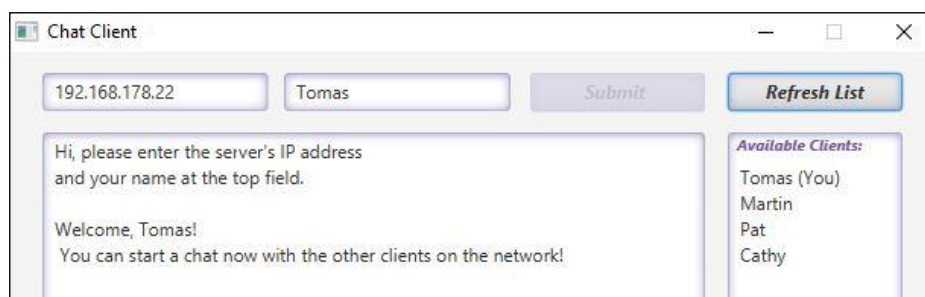 Chat Client
192.168.178.22
Tomas
Submit
Refresh List
Hi, please enter the server's IP address
and your name at the top field.
Welcome, Tomas!
You can start a chat now with the other clients on the network!
Available Clients:
Tomas (You)
Martin
Pat
Cathy